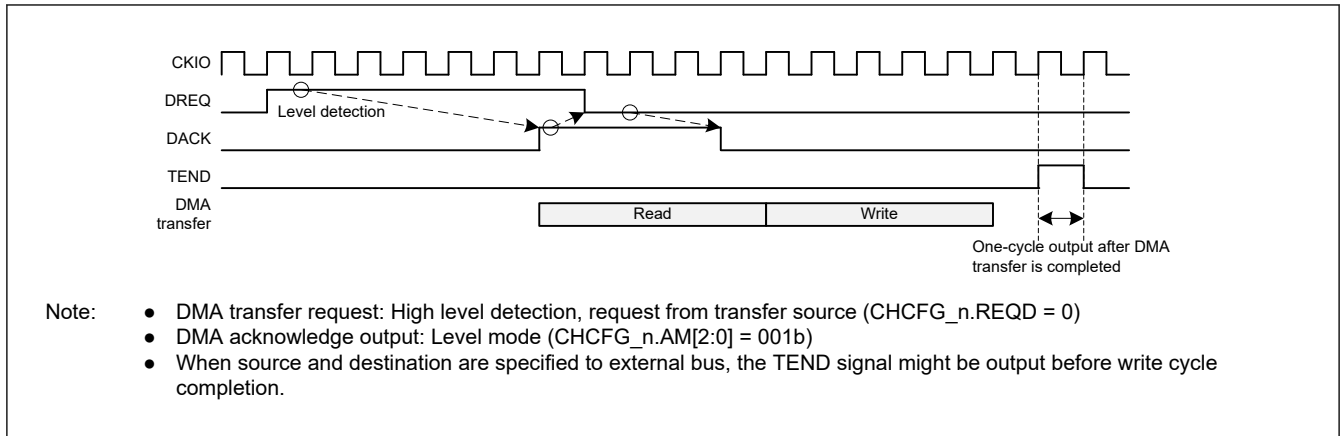 CKIO
DREQ
Level detection
DACK
TEND
DMA
transfer
Read
Write
One-cycle output after DMA
transfer is completed
Note:
● DMA transfer request: High level detection, request from transfer source (CHCFG_n.REQD = 0)
● DMA acknowledge output: Level mode (CHCFG_n.AM[2:0] = 001b)
● When source and destination are specified to external bus, the TEND signal might be output before write cycle
completion.